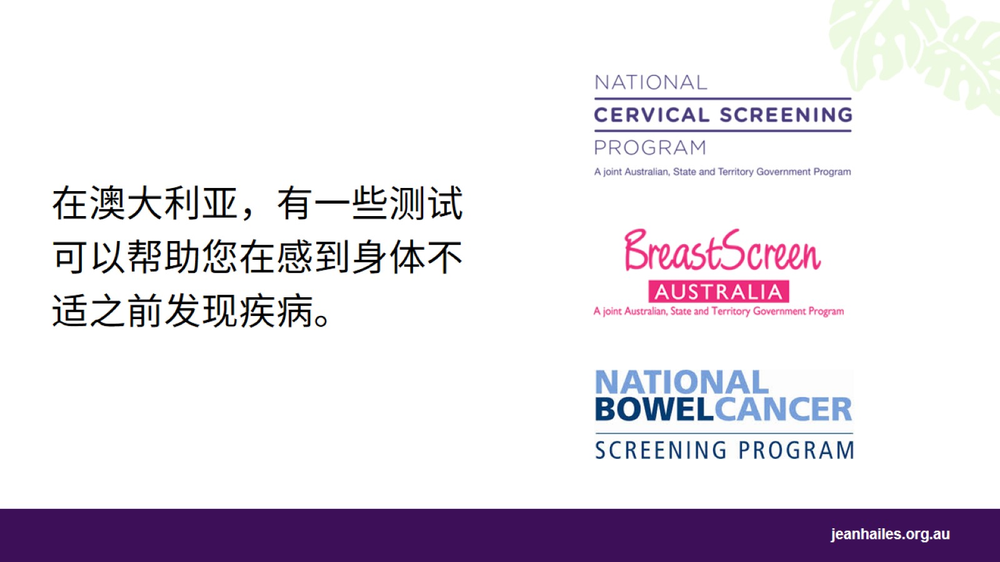 在澳大利亚，有一些测试
可以帮助您在感到身体不
适之前发现疾病。
NATIONAL
CERVICAL SCREENING
PROGRAM
A joint Australian, State and Territory Government Program
BreastScreen
AUSTRALIA
A joint Australian, State and Territory Government Program
NATIONAL
BOWELCANCER
SCREENING PROGRAM
jeanhailes.org.au